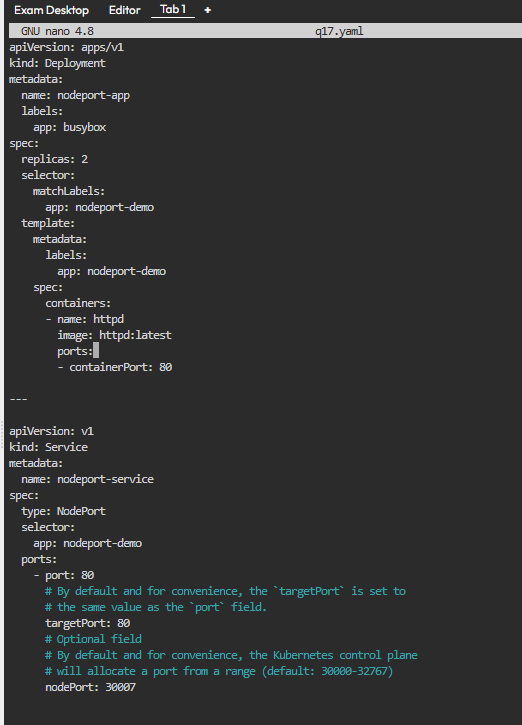 Exam Desktop Editor Tab 1 +
GNU nano 4.8 q17.yaml
apiVersion: apps/v1
kind: Deployment
metadata:
  name: nodeport-app
  labels:
    app: busybox
spec:
  replicas: 2
  selector:
    matchLabels:
      app: nodeport-demo
  template:
    metadata:
      labels:
        app: nodeport-demo
    spec:
      containers:
      - name: httpd
        image: httpd:latest
        ports:
        - containerPort: 80
---
apiVersion: v1
kind: Service
metadata:
  name: nodeport-service
spec:
  type: NodePort
  selector:
    app: nodeport-demo
  ports:
    - port: 80
      # By default and for convenience, the `targetPort` is set to
      # the same value as the `port` field.
      targetPort: 80
      # Optional field
      # By default and for convenience, the Kubernetes control plane
      # will allocate a port from a range (default: 30000-32767)
      nodePort: 30007